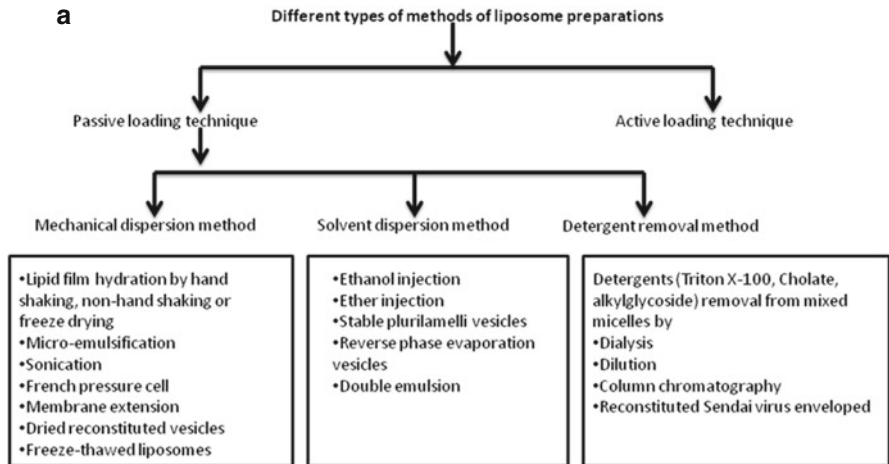 a
Different types of methods of liposome preparations
Passive loading technique
Active loading technique
Mechanical dispersion method
Solvent dispersion method
Detergent removal method
•Lipid film hydration by hand
shaking, non-hand shaking or
freeze drying
•Micro-emulsification
•Sonication
•French pressure cell
•Membrane extension
•Dried reconstituted vesicles
•Freeze-thawed liposomes
•Ethanol injection
•Ether injection
•Stable plurilamelli vesicles
•Reverse phase evaporation
vesicles
•Double emulsion
Detergents (Triton X-100, Cholate,
alkylglycoside) removal from mixed
micelles by
•Dialysis
•Dilution
•Column chromatography
•Reconstituted Sendai virus enveloped